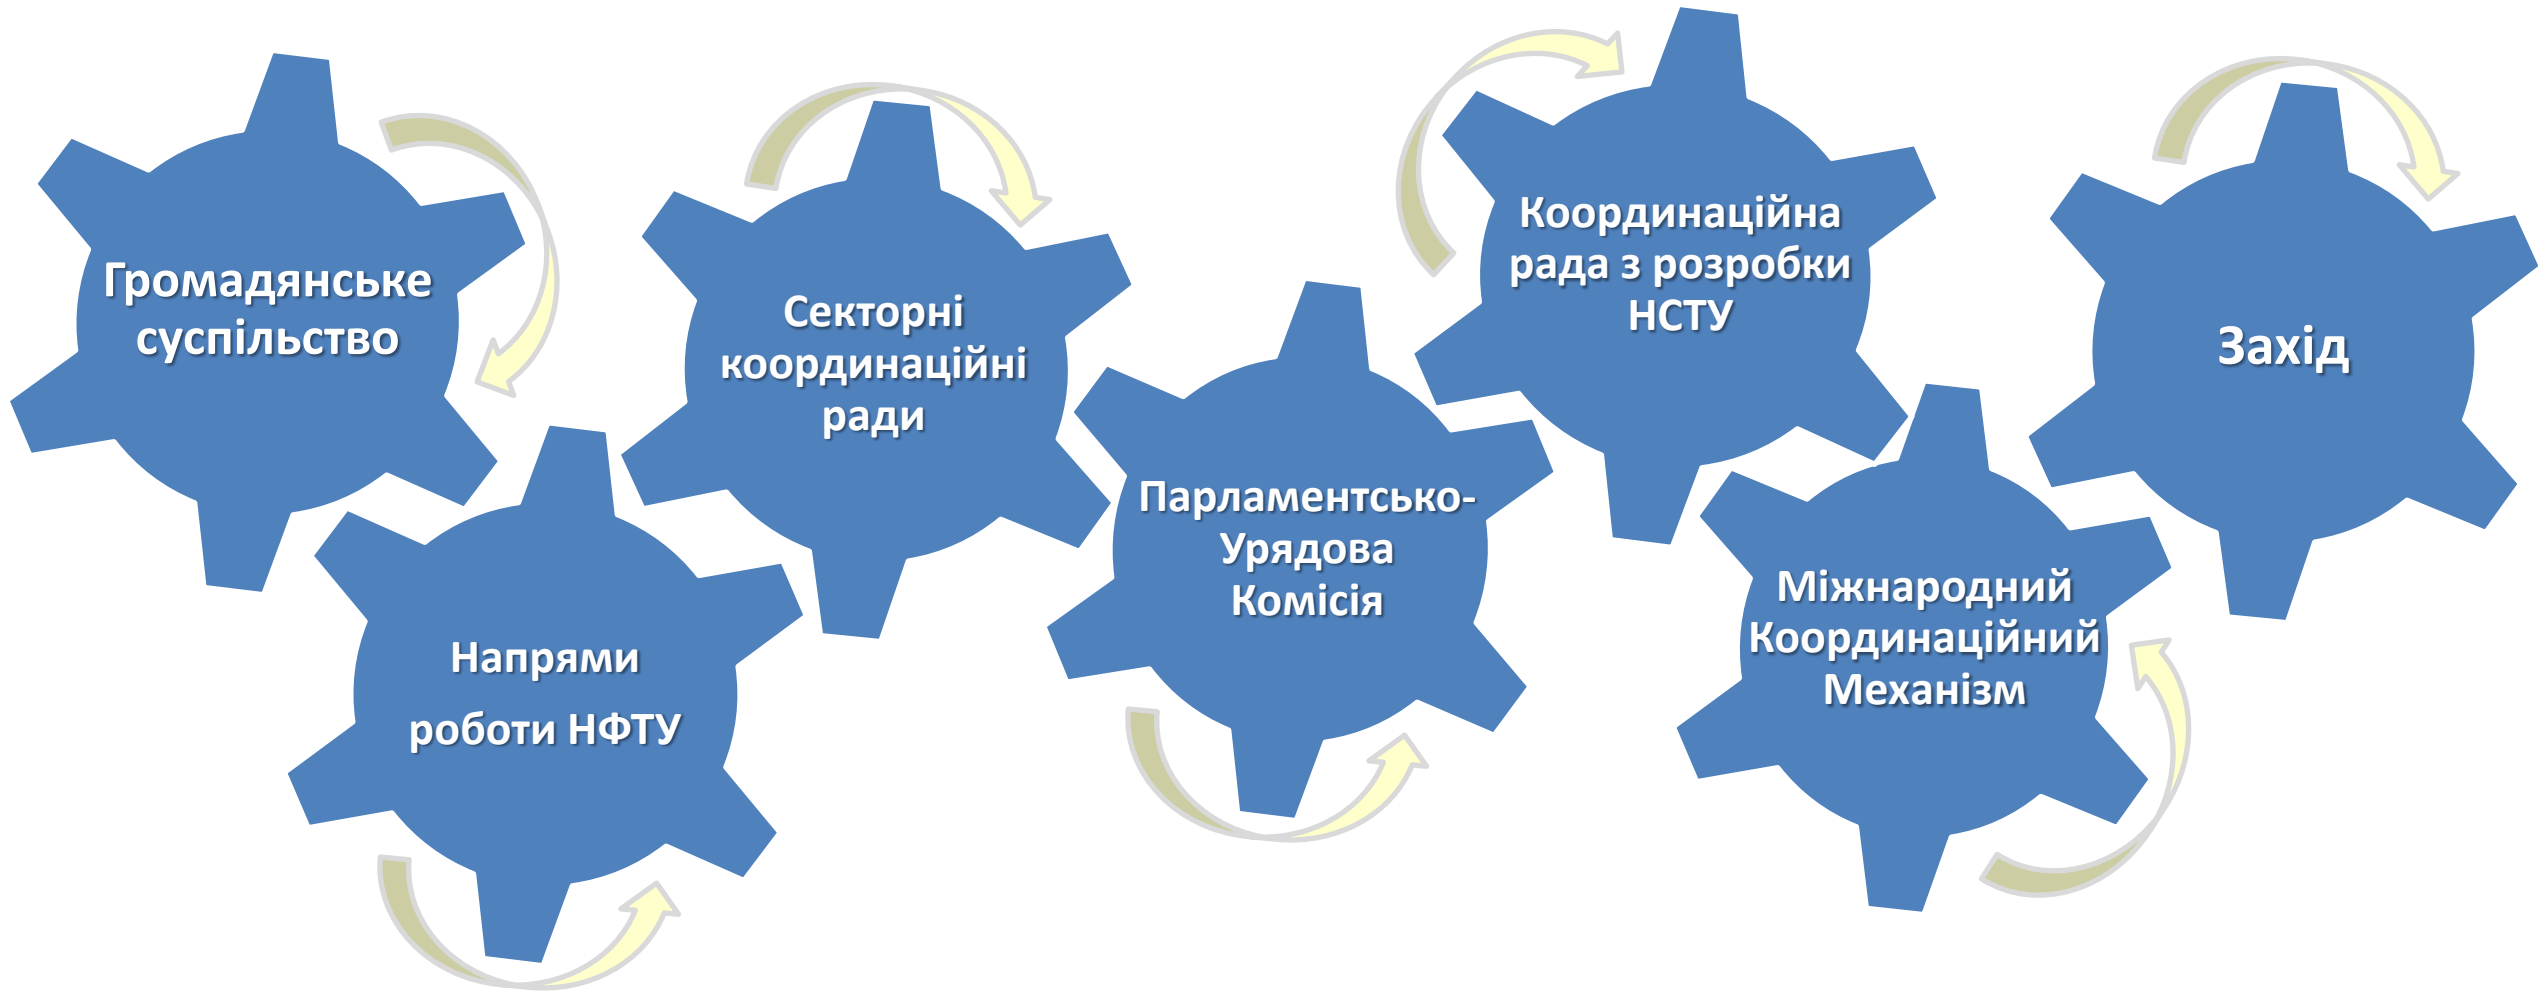 Громадянське
суспільство
Напрями
роботи НФТУ
Секторні
координаційні
ради
Парламентсько-
Урядова
Комісія
Координаційна
рада з розробки
НСТУ
Міжнародний
Координаційний
Механізм
Захід